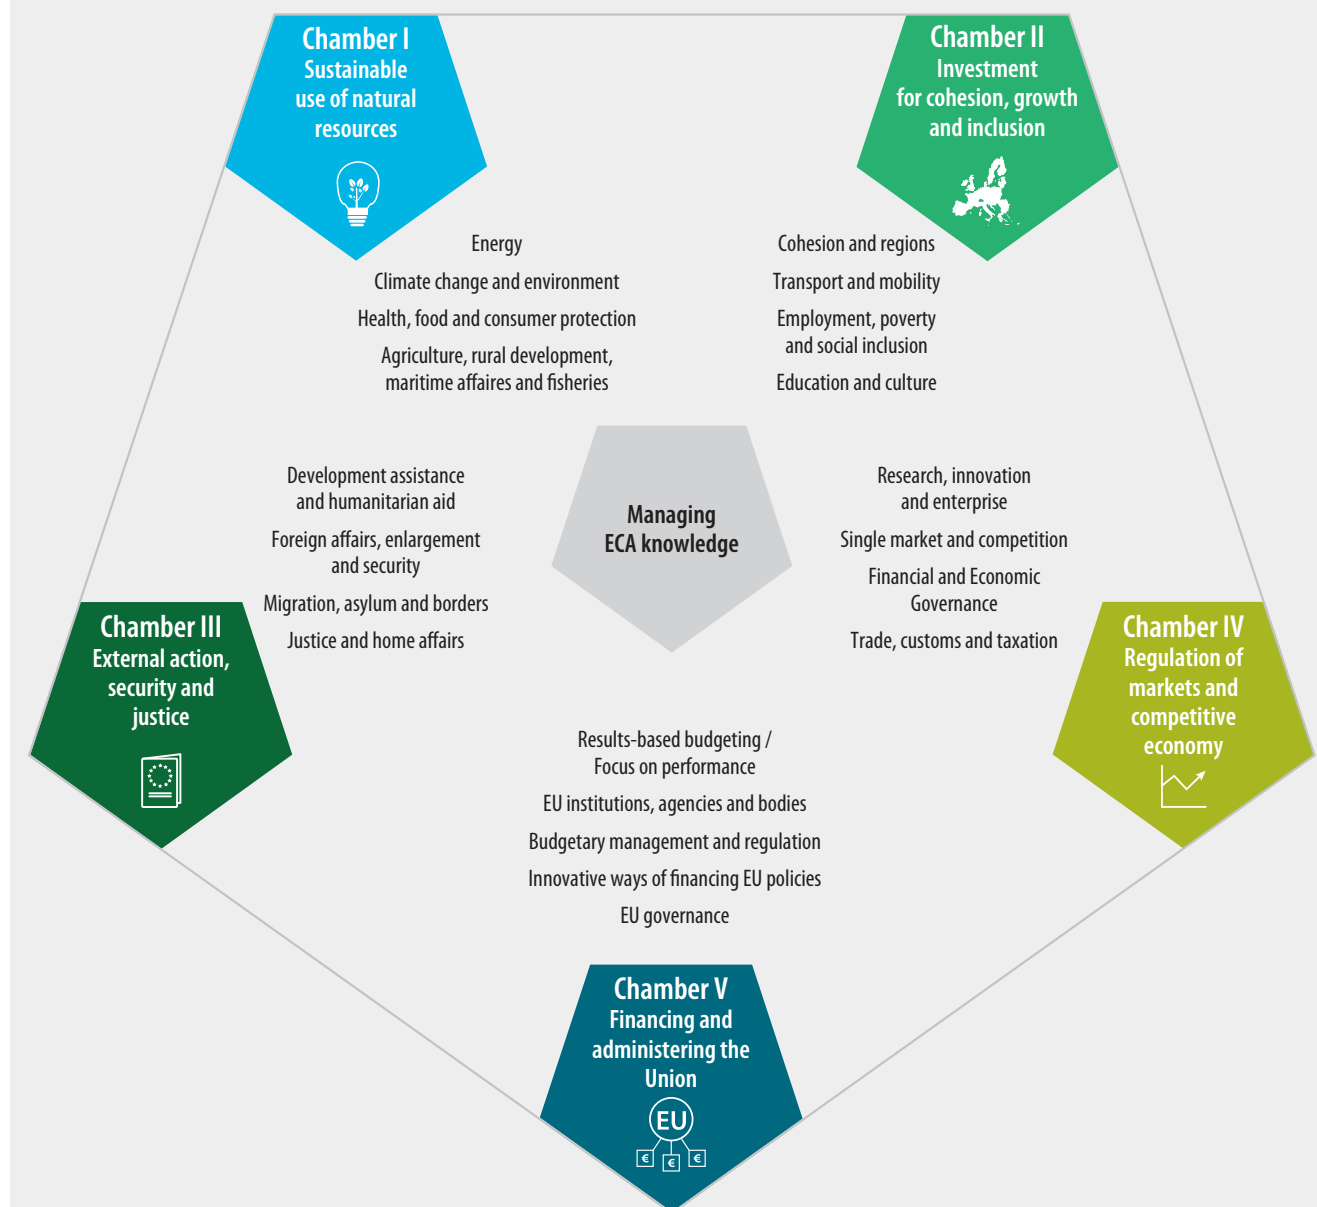 Chamber I
Sustainable
use of natural
resources
Energy
Climate change and environment
Health, food and consumer protection
Agriculture, rural development,
maritime affaires and fisheries
Chamber II
Investment
for cohesion, growth
and inclusion
Cohesion and regions
Transport and mobility
Employment, poverty
and social inclusion
Education and culture
Managing
ECA knowledge
Development assistance
and humanitarian aid
Foreign affairs, enlargement
and security
Migration, asylum and borders
Justice and home affairs
Chamber III
External action,
security and
justice
Research, innovation
and enterprise
Single market and competition
Financial and Economic
Governance
Trade, customs and taxation
Chamber IV
Regulation of
markets and
competitive
economy
Results-based budgeting /
Focus on performance
EU institutions, agencies and bodies
Budgetary management and regulation
Innovative ways of financing EU policies
EU governance
Chamber V
Financing and
administering the
Union
EU
€ € €